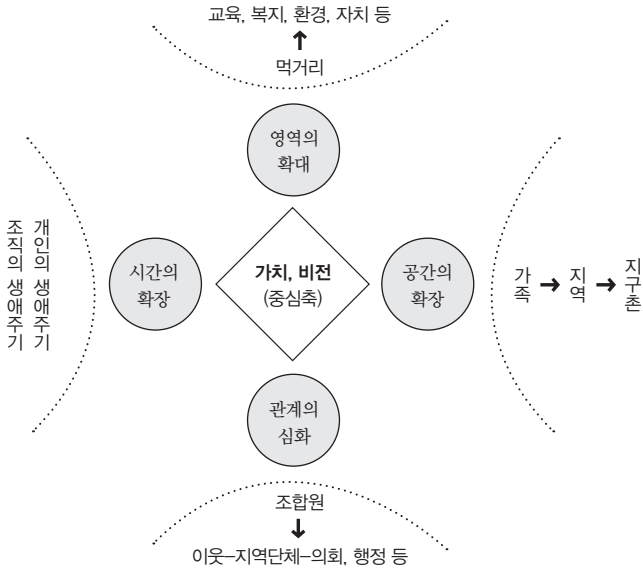 교육, 복지, 환경, 자치 등
↑
먹거리
영역의
확대
조직의 생애주기
개인의 생애주기
시간의
확장
가치, 비전
(중심축)
공간의
확장
가족 → 지역 → 지구촌
관계의
심화
조합원
↓
이웃–지역단체–의회, 행정 등